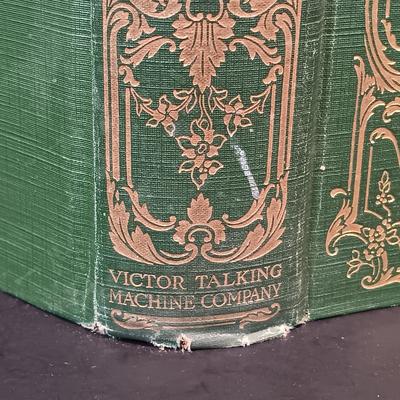 VICTOR TALKING
MACHINE COMPANY